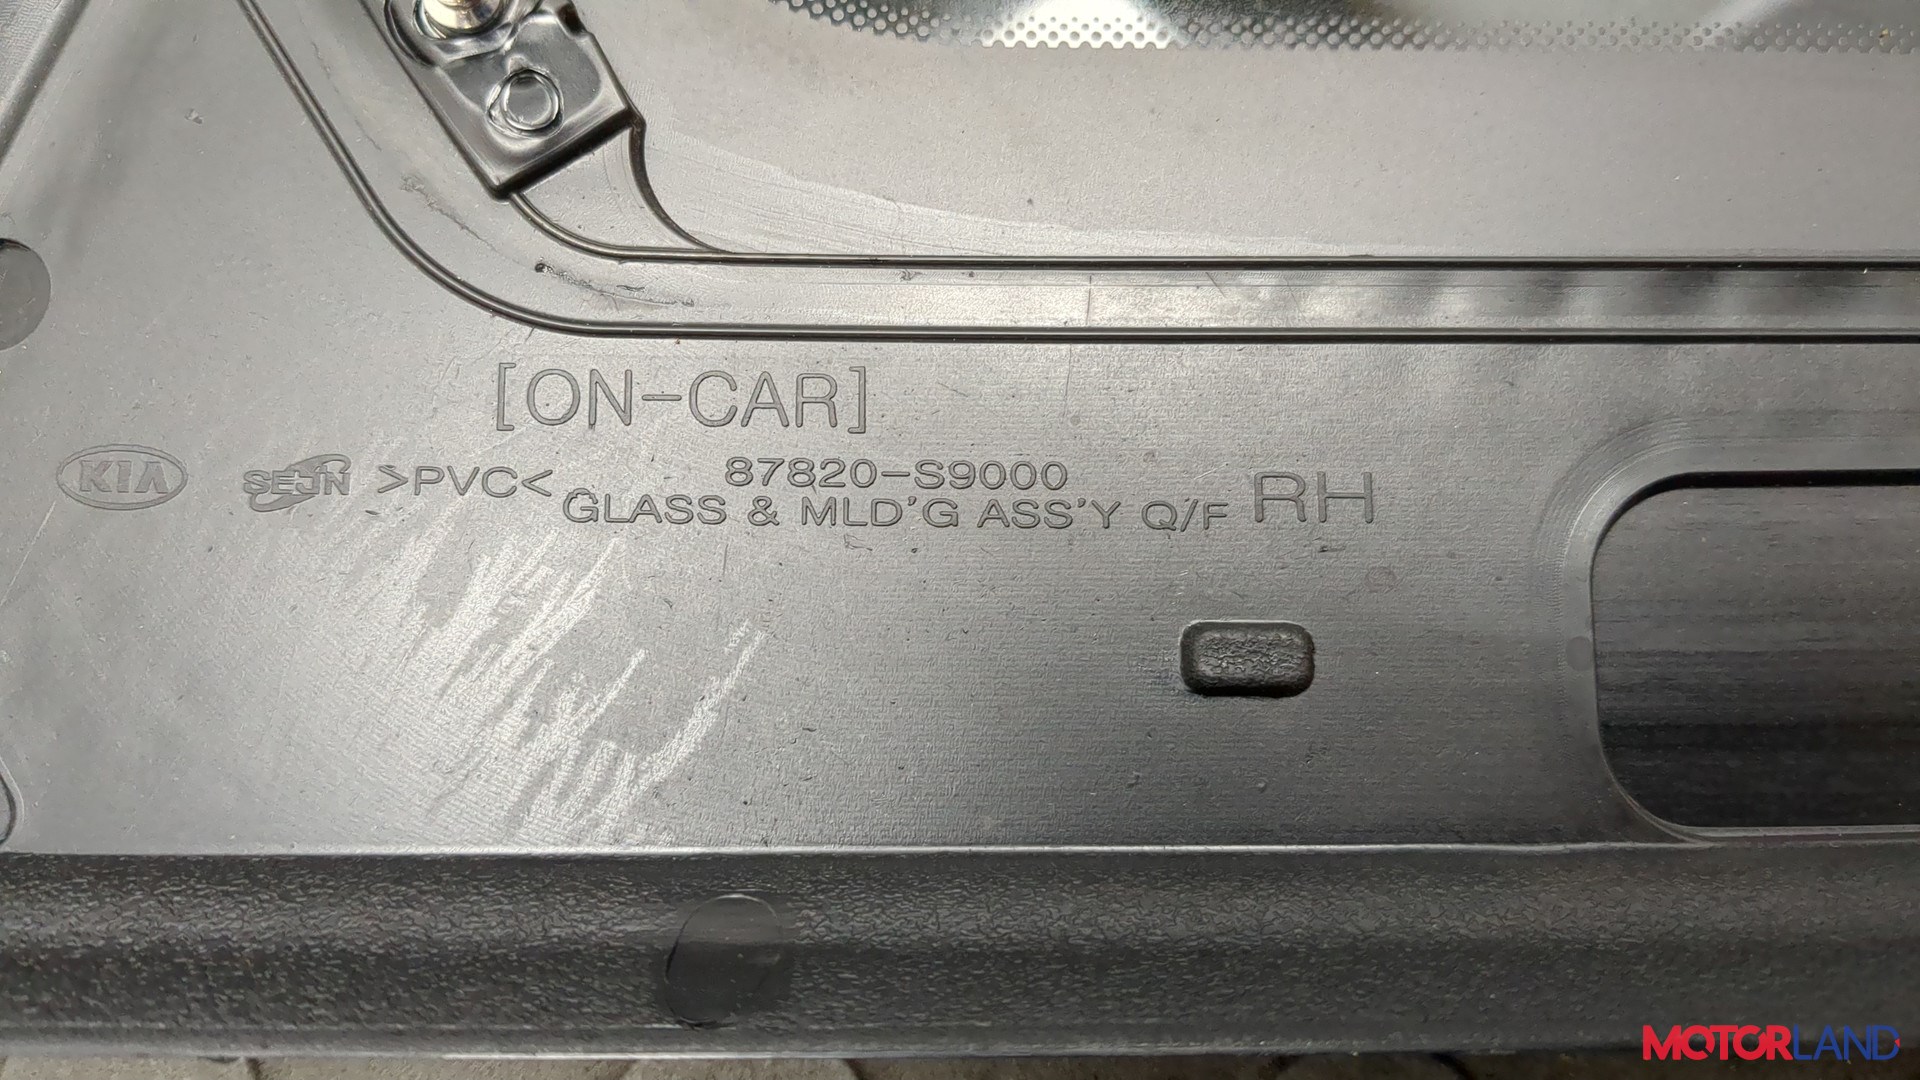 [ON-CAR]
KIA SEJIN >PVC< 87820-S9000
GLASS & MLD'G ASS'Y Q/F RH
MOTORLAND